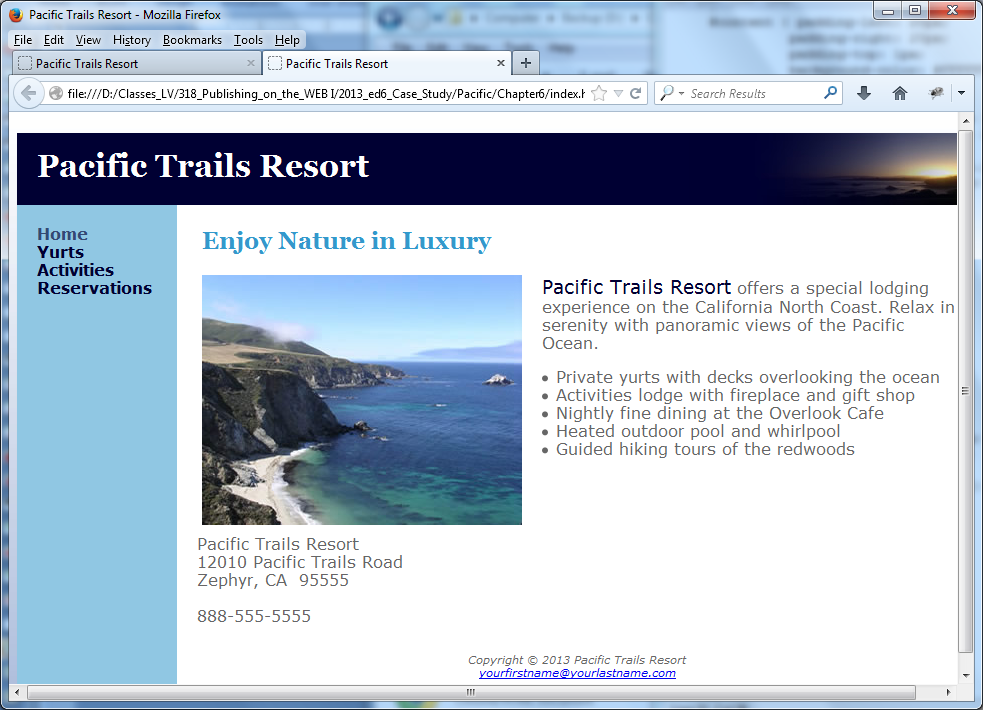 Pacific Trails Resort - Mozilla Firefox
File Edit View History Bookmarks Tools Help
Pacific Trails Resort
Pacific Trails Resort
file:///D:/Classes_LV/318_Publishing_on_the_WEB I/2013_ed6_Case_Study/Pacific/Chapter6/index.h
Search Results
Pacific Trails Resort
Home
Yurts
Activities
Reservations
Enjoy Nature in Luxury
Pacific Trails Resort offers a special lodging
experience on the California North Coast. Relax in
serenity with panoramic views of the Pacific
Ocean.
• Private yurts with decks overlooking the ocean
• Activities lodge with fireplace and gift shop
• Nightly fine dining at the Overlook Cafe
• Heated outdoor pool and whirlpool
• Guided hiking tours of the redwoods
Pacific Trails Resort
12010 Pacific Trails Road
Zephyr, CA  95555
888-555-5555
Copyright © 2013 Pacific Trails Resort
yourfirstname@yourlastname.com